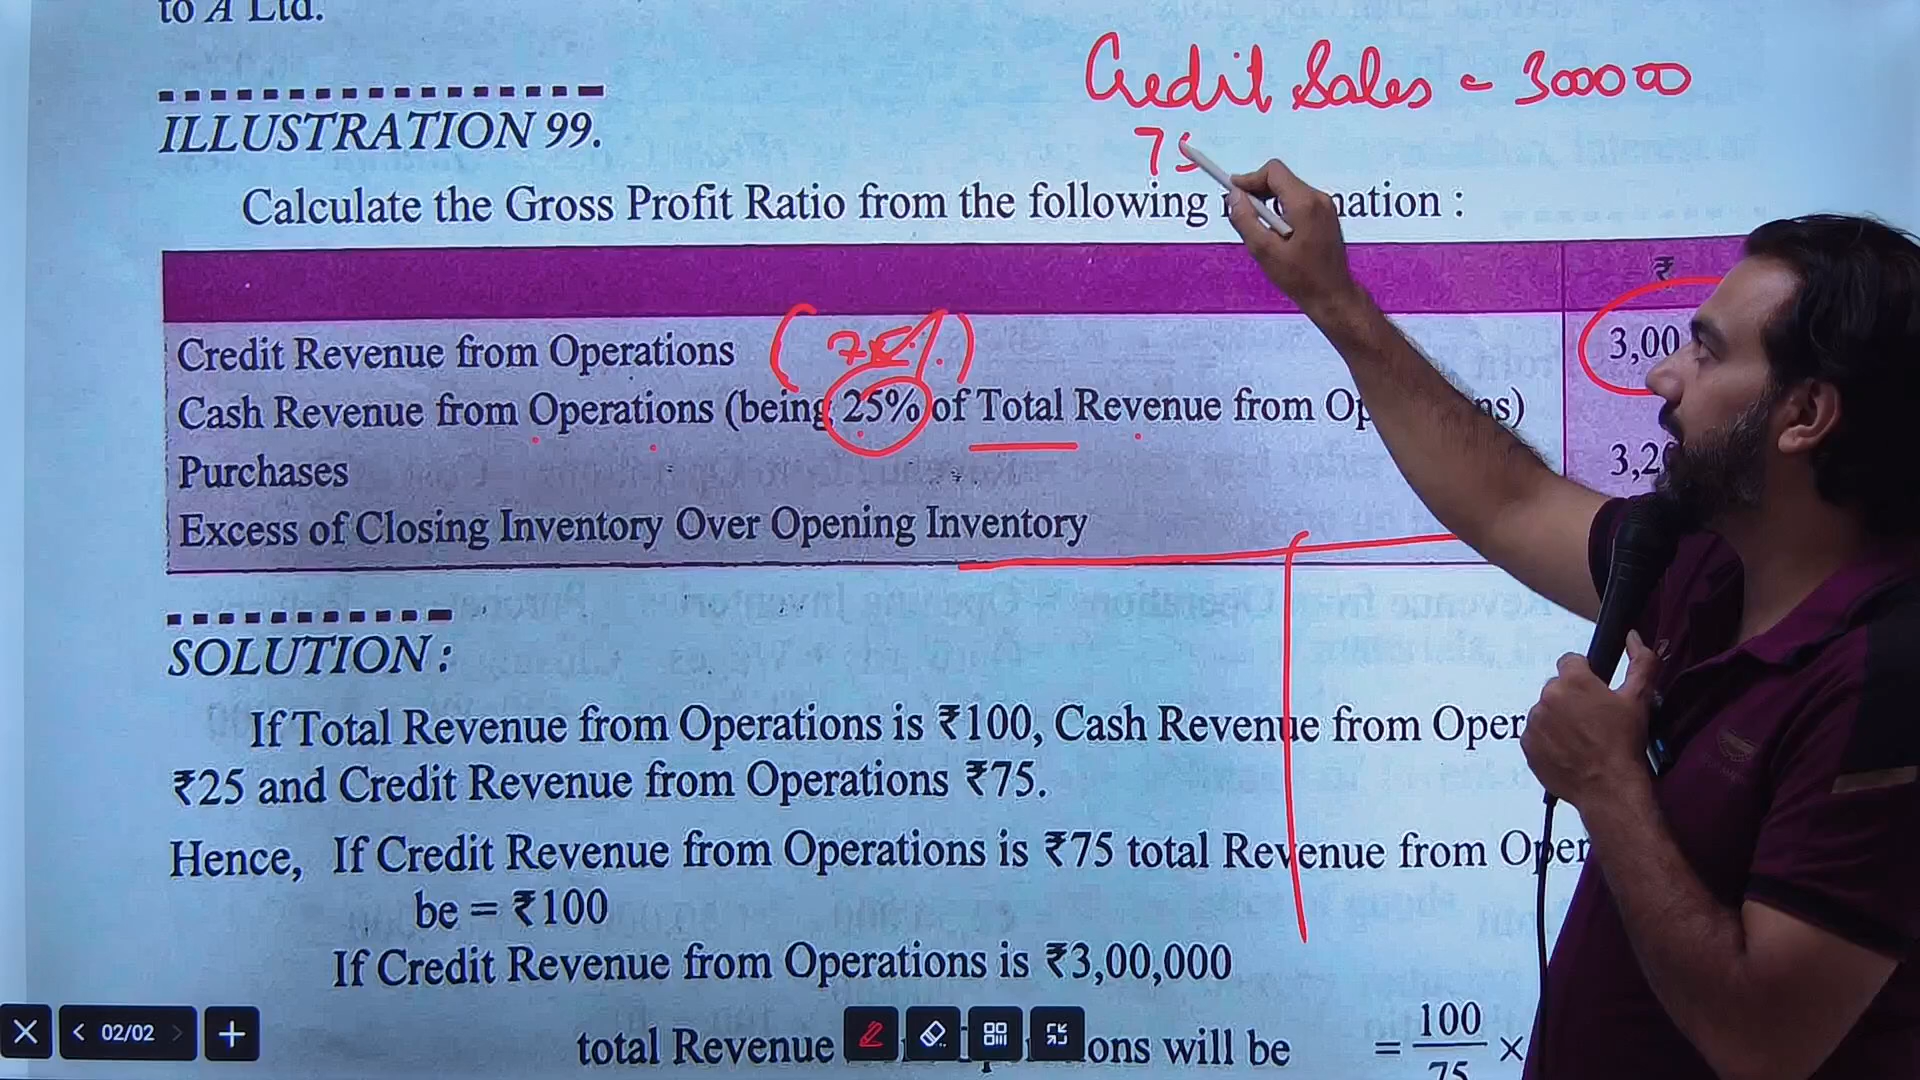 to A Ltd.
Credit Sales - 300000
75
ILLUSTRATION 99.
Calculate the Gross Profit Ratio from the following
₹
Credit Revenue from Operations (75%) 3,00
Cash Revenue from Operations (being 25% of Total Revenue from Op ns)
Purchases 3,2
Excess of Closing Inventory Over Opening Inventory
SOLUTION :
If Total Revenue from Operations is ₹100, Cash Revenue from Oper
₹25 and Credit Revenue from Operations ₹75.
Hence, If Credit Revenue from Operations is ₹75 total Revenue from Oper
be = ₹100
If Credit Revenue from Operations is ₹3,00,000
total Revenue ons will be = 100/75 ×
02/02